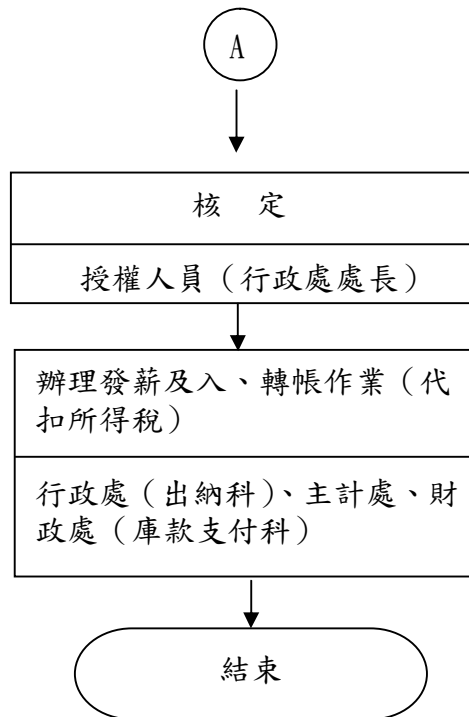 A
核　定
授權人員（行政處處長）
辦理發薪及入、轉帳作業（代
扣所得稅）
行政處（出納科）、主計處、財
政處（庫款支付科）
結束